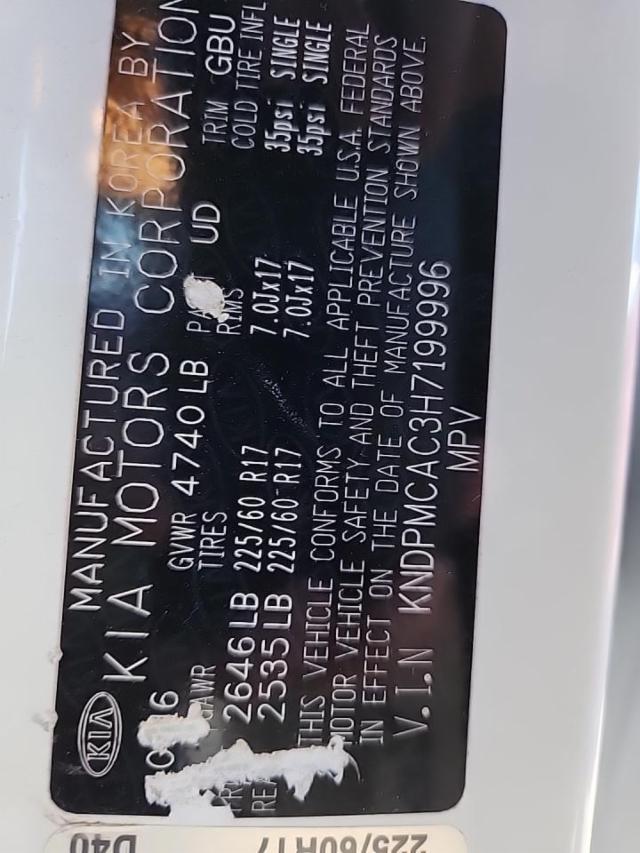 MANUFACTURED IN KOREA BY
KIA KIA MOTORS CORPORATION
GVWR 4740 LB UD TRIM GBU
GAWR TIRES RIMS COLD TIRE INFL
2646 LB 225/60 R17 7.0Jx17 35psi SINGLE
2535 LB 225/60 R17 7.0Jx17 35psi SINGLE
THIS VEHICLE CONFORMS TO ALL APPLICABLE U.S.A. FEDERAL
MOTOR VEHICLE SAFETY AND THEFT PREVENTION STANDARDS
IN EFFECT ON THE DATE OF MANUFACTURE SHOWN ABOVE.
V.I.N KNDPMCAC3H7199996
MPV
D40
225/60R17